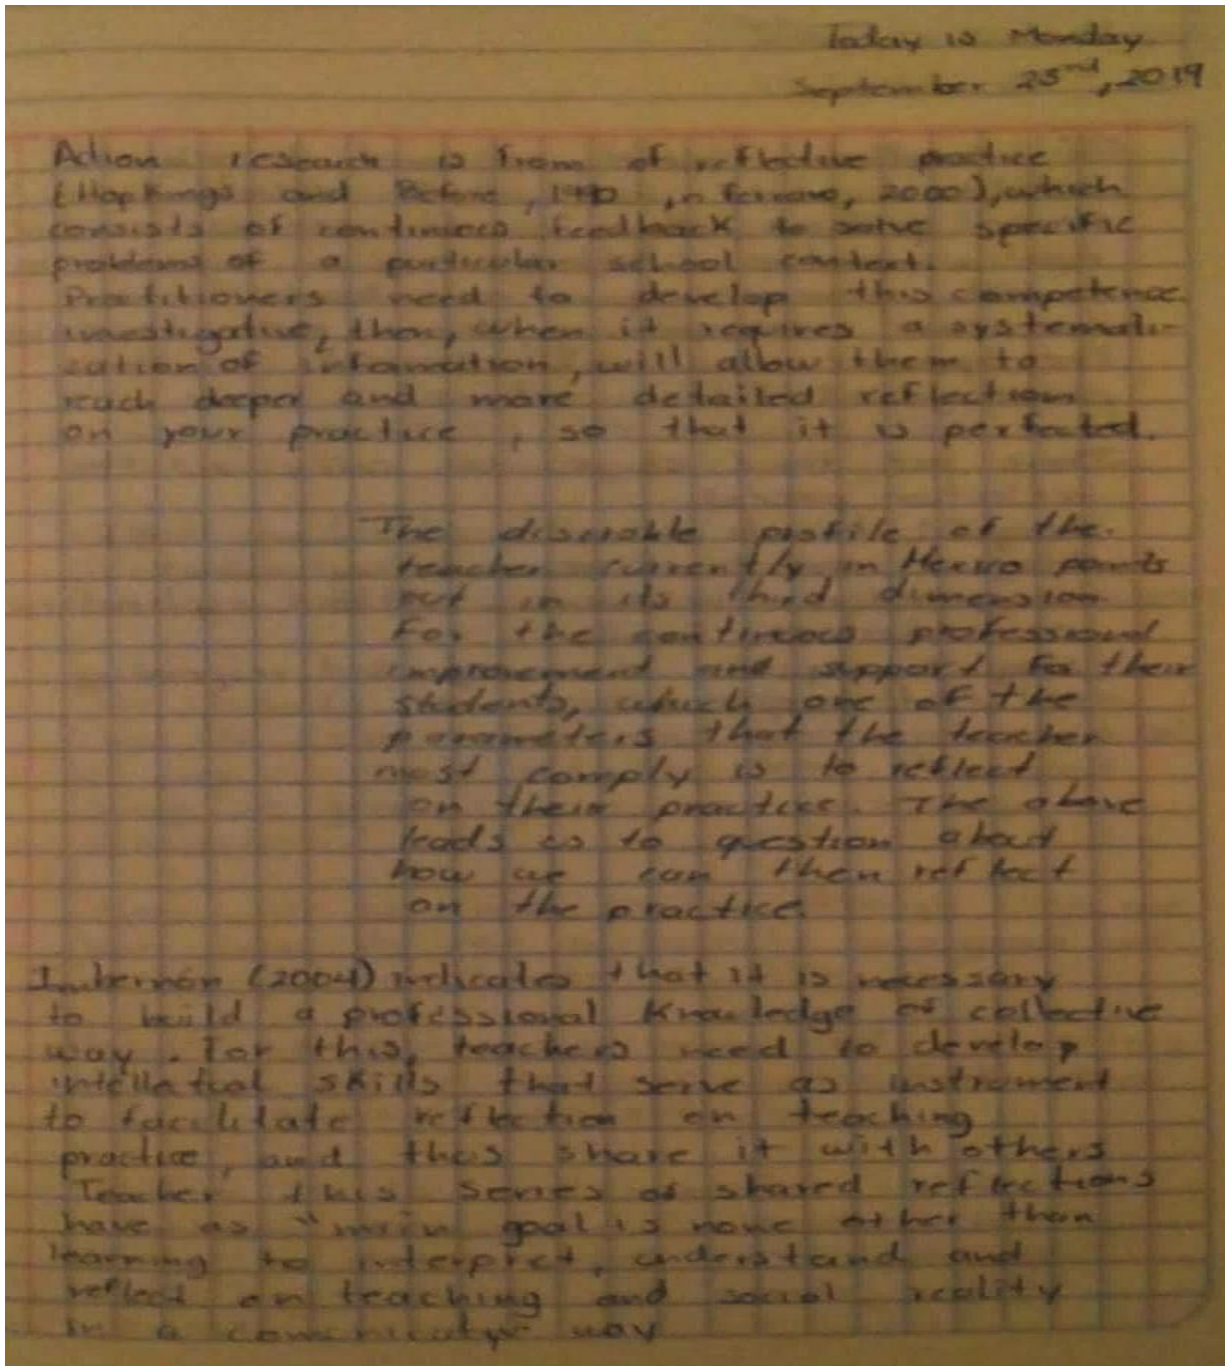 Today is Monday
September 23nd, 2019
Action research is from of reflective practice
(Hopkings and Before, 1990, in Ferraro, 2000), which
consists of continuocs feedback to solve specific
problems of a particular school context.
Practitioners need to develop this competence
investigative, then, when it requires a systemati-
zation of information, will allow them to
reach deeper and more detailed reflection
on your practice, so that it is perfected.
The teacher profile of the
teacher currently in Mexico points
out in its third dimension
For the continuocs professional
improvement and support for their
students, which one of the
parameters that the teacher
most comply is to reflect
on their practice. The above
leads us to question about
how we can then reflect
on the practice.
Imbernón (2004) indicates that it is necessary
to build a professional knowledge of collective
way. For this, teachers need to develop
intellectual skills that serve as instrument
to facilitate reflection on teaching
practice, and thus share it with others
Teacher this series of shared reflections
have as "main goal is none other than
learning to interpret, understand and
reflect on teaching and social reality
in a comunicatyve way